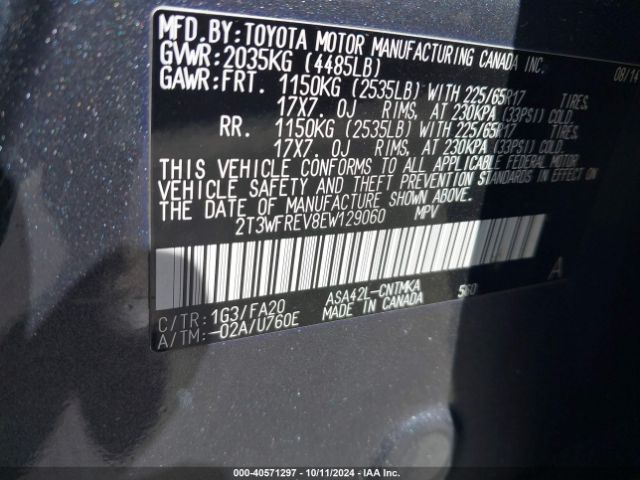 MFD.BY: TOYOTA MOTOR MANUFACTURING CANADA INC. 08/14
GVWR: 2035KG (4485LB)
GAWR: FRT. 1150KG (2535LB) WITH 225/65R17 TIRES,
17X7.0J RIMS, AT 230KPA (33PSI) COLD.
RR. 1150KG (2535LB) WITH 225/65R17 TIRES,
17X7.0J RIMS, AT 230KPA (33PSI) COLD.
THIS VEHICLE CONFORMS TO ALL APPLICABLE FEDERAL MOTOR
VEHICLE SAFETY AND THEFT PREVENTION STANDARDS IN EFFECT ON
THE DATE OF MANUFACTURE SHOWN ABOVE.
2T3WFREV8EW129060 MPV
A
ASA42L-CNTMKA 560
C/TR: 1G3/FA20 MADE IN CANADA
A/TM: -02A/U760E
000-40571297 - 10/11/2024 - IAA Inc.